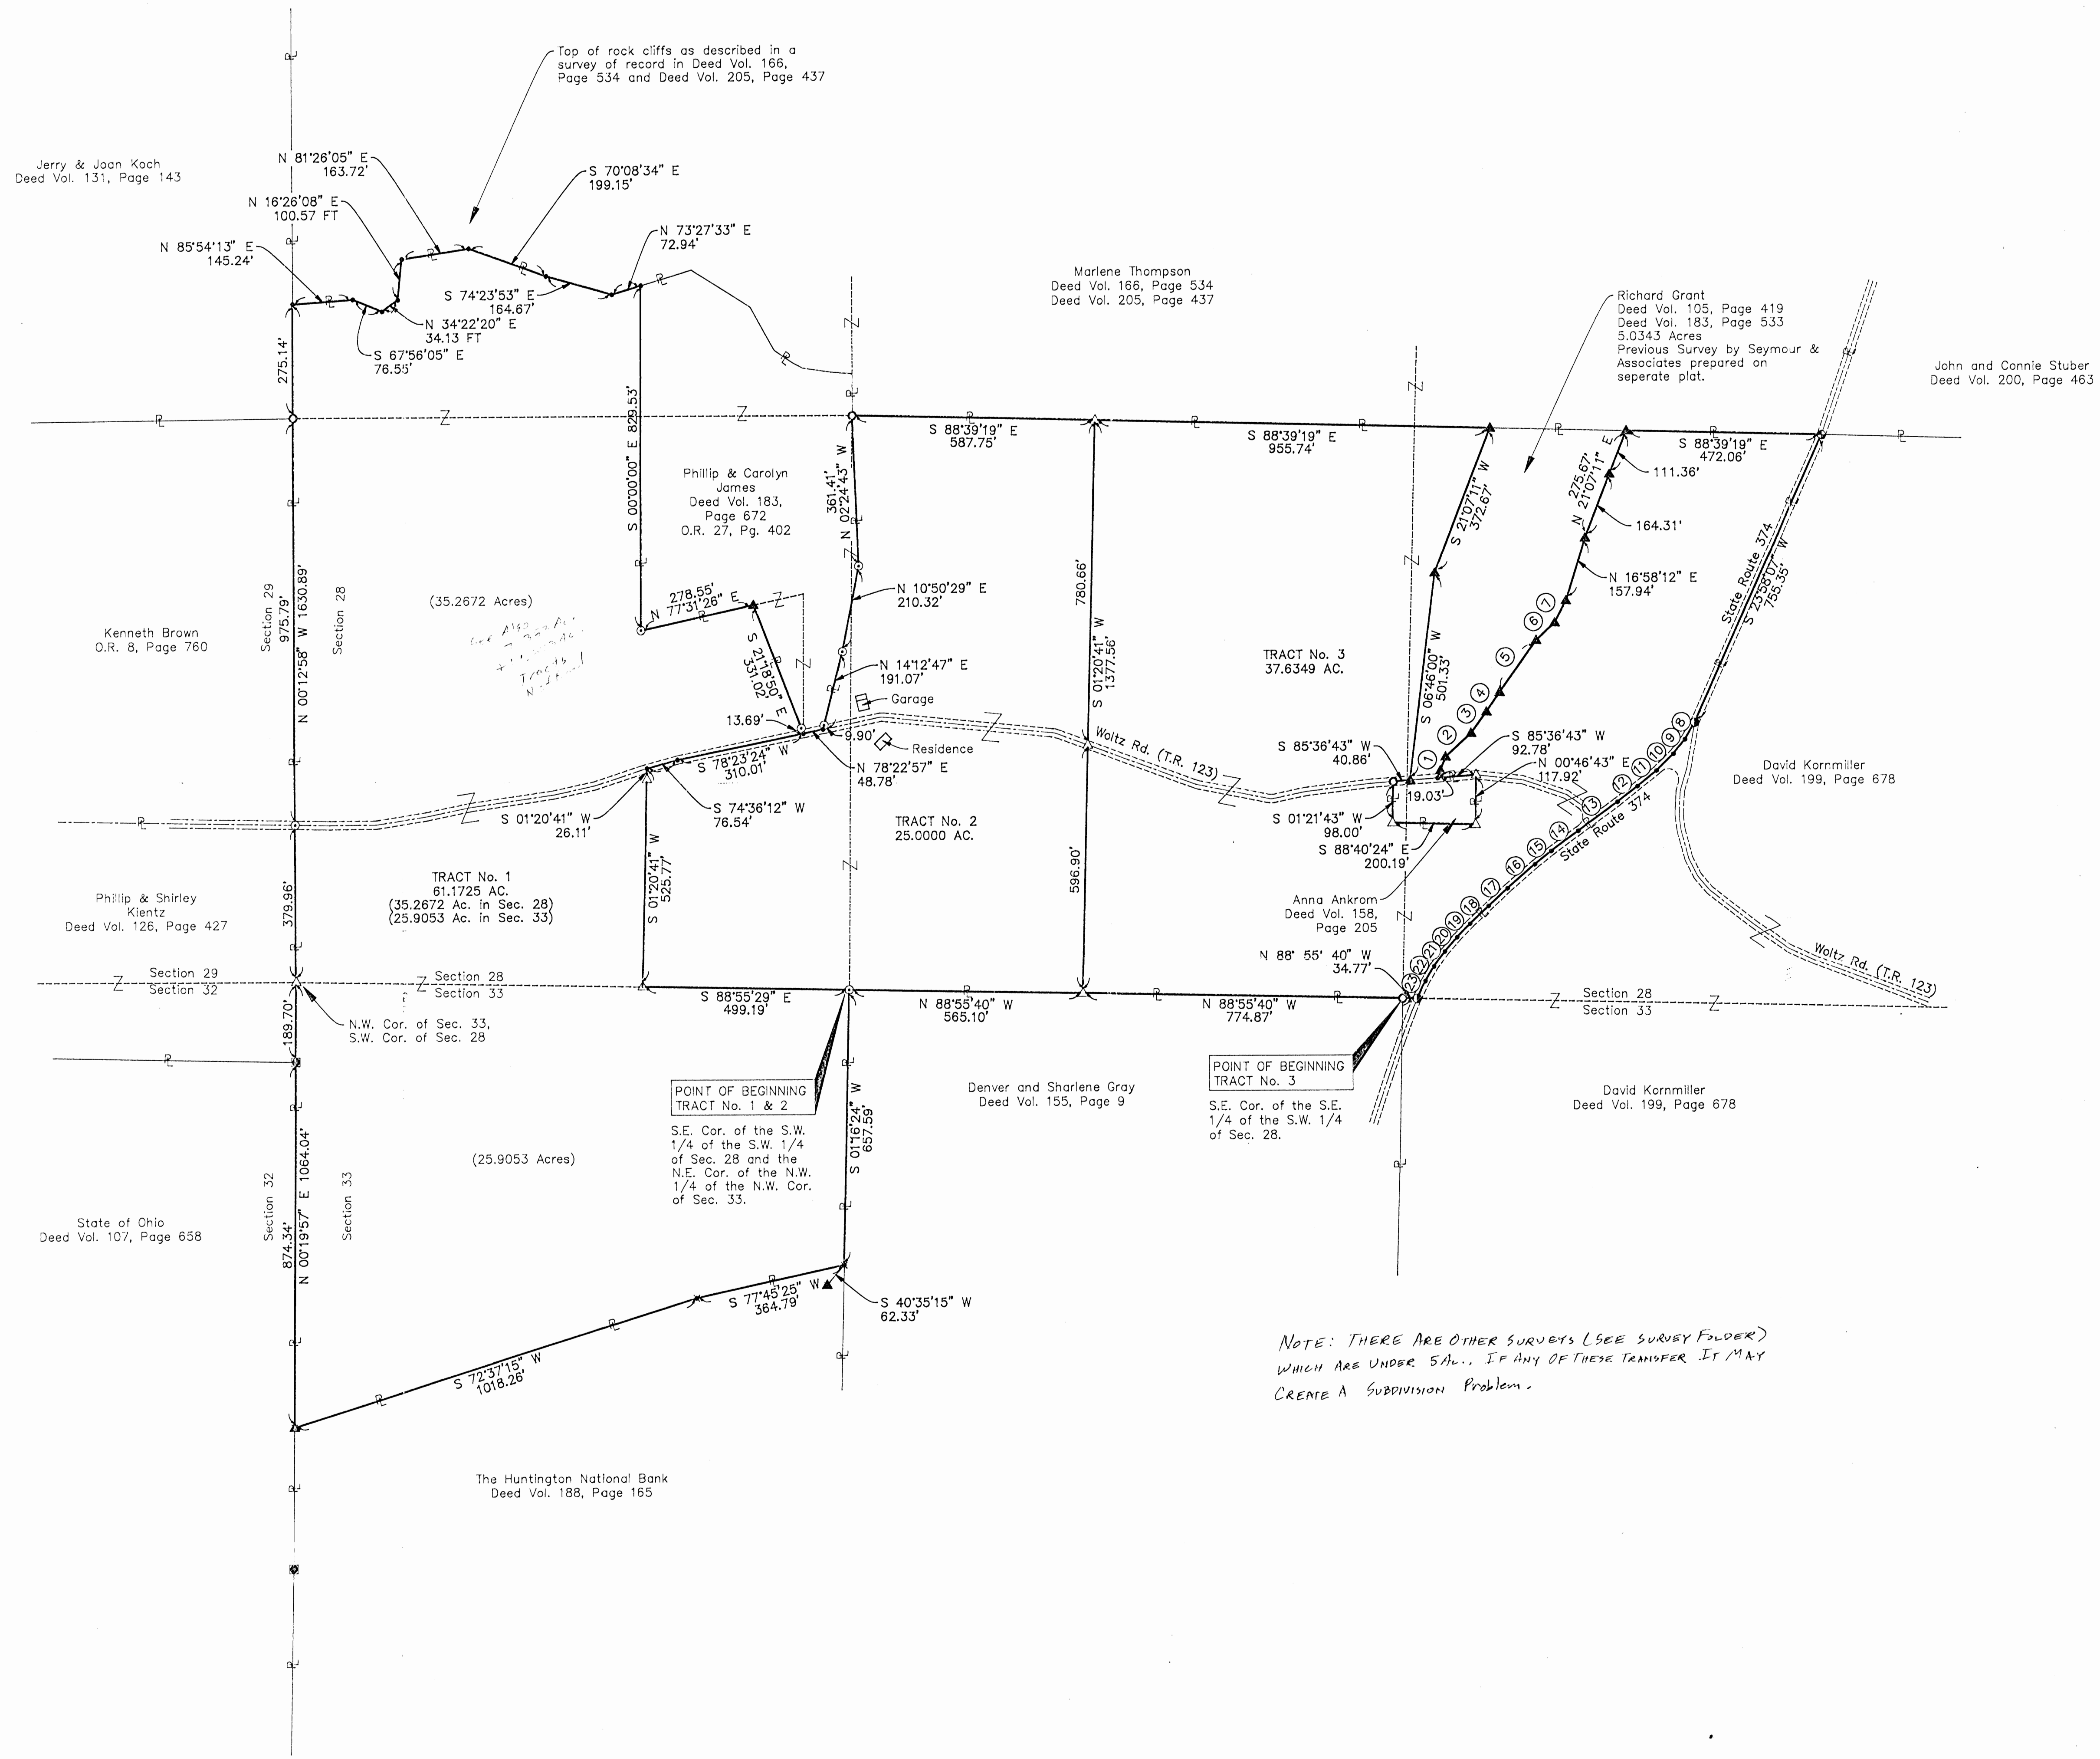 Top of rock cliffs as described in a
survey of record in Deed Vol. 166,
Page 534 and Deed Vol. 205, Page 437
Jerry & Joan Koch
Deed Vol. 131, Page 143
N 81°26'05" E
163.72'
S 70°08'34" E
199.15'
N 16°26'08" E
100.57 FT
N 73°27'33" E
72.94'
N 85°54'13" E
145.24'
S 74°23'53" E
164.67'
N 34°22'20" E
34.13 FT
S 67°56'05" E
76.55'
275.14'
Marlene Thompson
Deed Vol. 166, Page 534
Deed Vol. 205, Page 437
Richard Grant
Deed Vol. 105, Page 419
Deed Vol. 183, Page 533
5.0343 Acres
Previous Survey by Seymour &
Associates prepared on
seperate plat.
John and Connie Stuber
Deed Vol. 200, Page 463
S 88°39'19" E
587.75'
S 88°39'19" E
955.74'
S 88°39'19" E
472.06'
S 00°00'00" E 829.53'
Phillip & Carolyn
James
Deed Vol. 183,
Page 672
O.R. 27, Pg. 402
361.41'
N 02°24'43" W
S 21°07'11" W
372.67'
275.67'
N 21°07'11" E
111.36'
164.31'
N 16°58'12" E
157.94'
State Route 374
S 23°58'07" W
755.35'
Section 29
975.79'
N 00°12'58" W 1630.89'
Section 28
(35.2672 Acres)
Kenneth Brown
O.R. 8, Page 760
278.55'
N 77°31'26" E
S 21°18'50" E
331.02'
N 10°50'29" E
210.32'
N 14°12'47" E
191.07'
Garage
Residence
13.69'
9.90'
N 78°22'57" E
48.78'
S 78°23'24" W
310.01'
S 74°36'12" W
76.54'
S 01°20'41" W
26.11'
780.66'
S 01°20'41" W
1377.56'
596.90'
TRACT No. 3
37.6349 AC.
S 06°46'00" W
501.33'
Woltz Rd. (T.R. 123)
S 85°36'43" W
40.86'
S 85°36'43" W
92.78'
N 00°46'43" E
117.92'
19.03'
S 01°21'43" W
98.00'
S 88°40'24" E
200.19'
1
2
3
4
5
6
7
8
9
10
11
12
13
14
15
16
17
18
19
20
21
22
23
State Route 374
David Kornmiller
Deed Vol. 199, Page 678
Woltz Rd. (T.R. 123)
TRACT No. 2
25.0000 AC.
TRACT No. 1
61.1725 AC.
(35.2672 Ac. in Sec. 28)
(25.9053 Ac. in Sec. 33)
S 01°20'41" W
525.77'
379.96'
Phillip & Shirley
Kientz
Deed Vol. 126, Page 427
Anna Ankrom
Deed Vol. 158,
Page 205
N 88° 55' 40" W
34.77'
Section 29
Section 32
Section 28
Section 33
S 88°55'29" E
499.19'
N 88°55'40" W
565.10'
N 88°55'40" W
774.87'
Section 28
Section 33
N.W. Cor. of Sec. 33,
S.W. Cor. of Sec. 28
189.70'
POINT OF BEGINNING
TRACT No. 1 & 2
S.E. Cor. of the S.W.
1/4 of the S.W. 1/4
of Sec. 28 and the
N.E. Cor. of the N.W.
1/4 of the N.W. Cor.
of Sec. 33.
S 01°16'24" W
657.59'
Denver and Sharlene Gray
Deed Vol. 155, Page 9
POINT OF BEGINNING
TRACT No. 3
S.E. Cor. of the S.E.
1/4 of the S.W. 1/4
of Sec. 28.
David Kornmiller
Deed Vol. 199, Page 678
(25.9053 Acres)
State of Ohio
Deed Vol. 107, Page 658
Section 32
874.34'
N 00°19'57" E 1064.04'
Section 33
S 77°45'25" W
364.79'
S 40°35'15" W
62.33'
S 72°37'15" W
1018.26'
NOTE: THERE ARE OTHER SURVEYS (SEE SURVEY FOLDER)
WHICH ARE UNDER 5AC., IF ANY OF THESE TRANSFER IT MAY
CREATE A SUBDIVISION Problem.
The Huntington National Bank
Deed Vol. 188, Page 165